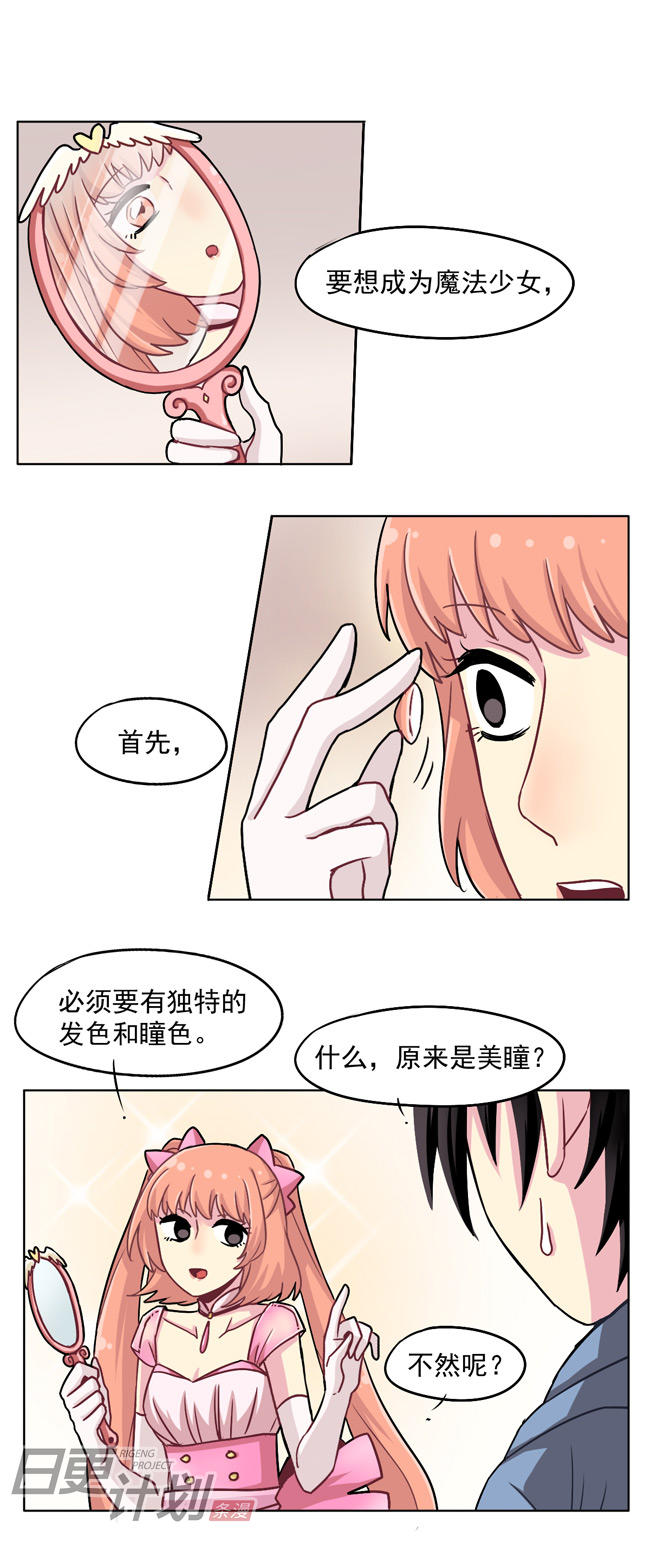 要想成为魔法少女，
首先，
必须要有独特的
发色和瞳色。
什么，原来是美瞳？
不然呢？
日更
RIGENG
PROJECT
计划
条漫